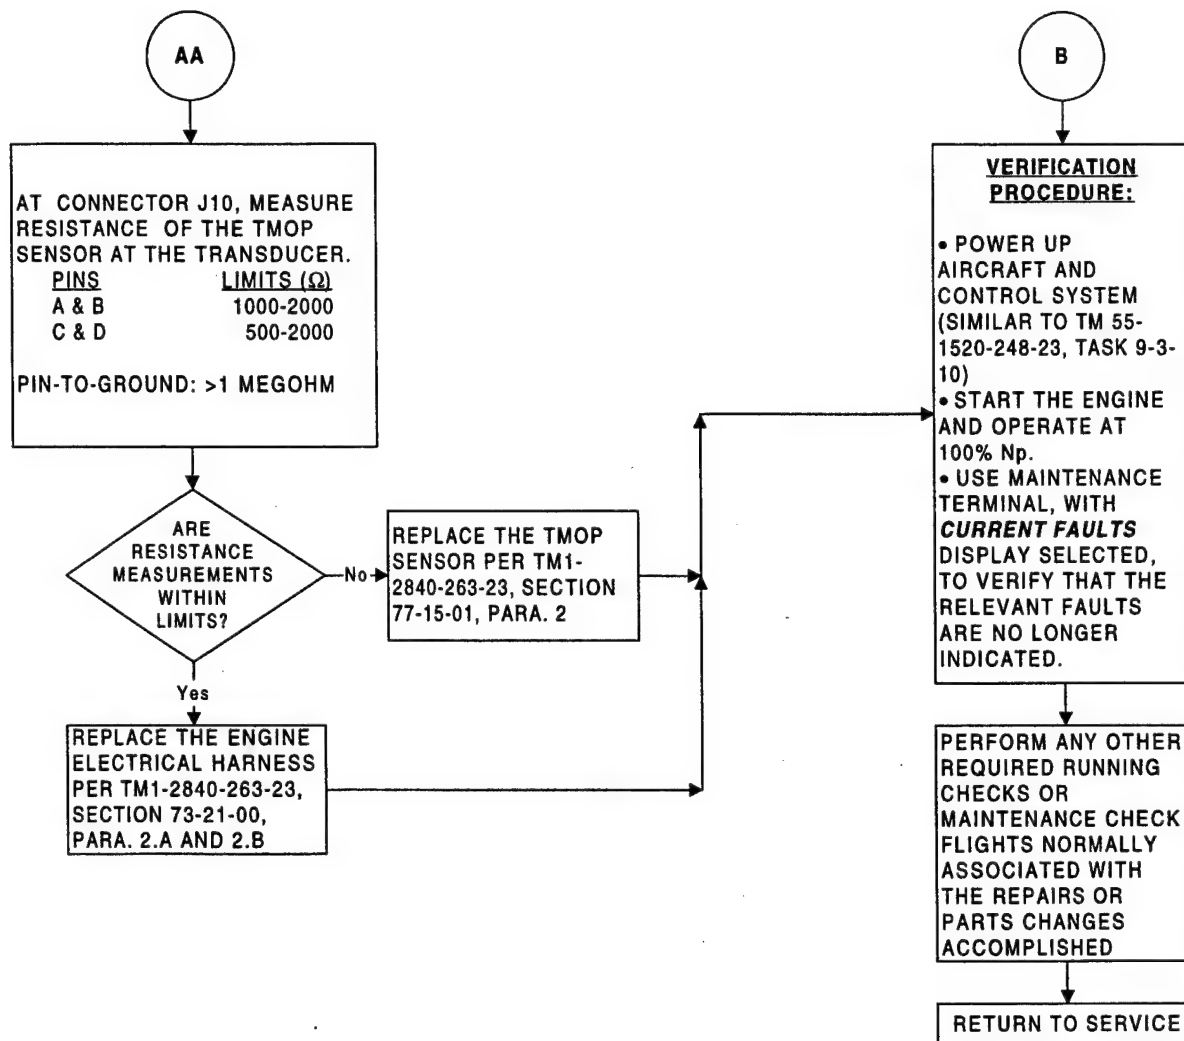 AA
AT CONNECTOR J10, MEASURE
RESISTANCE OF THE TMOP
SENSOR AT THE TRANSDUCER.
PINS LIMITS (Ω)
A & B 1000-2000
C & D 500-2000
PIN-TO-GROUND: >1 MEGOHM
ARE
RESISTANCE
MEASUREMENTS
WITHIN
LIMITS?
No
REPLACE THE TMOP
SENSOR PER TM1-
2840-263-23, SECTION
77-15-01, PARA. 2
Yes
REPLACE THE ENGINE
ELECTRICAL HARNESS
PER TM1-2840-263-23,
SECTION 73-21-00,
PARA. 2.A AND 2.B
B
VERIFICATION
PROCEDURE:
• POWER UP
AIRCRAFT AND
CONTROL SYSTEM
(SIMILAR TO TM 55-
1520-248-23, TASK 9-3-
10)
• START THE ENGINE
AND OPERATE AT
100% Np.
• USE MAINTENANCE
TERMINAL, WITH
CURRENT FAULTS
DISPLAY SELECTED,
TO VERIFY THAT THE
RELEVANT FAULTS
ARE NO LONGER
INDICATED.
PERFORM ANY OTHER
REQUIRED RUNNING
CHECKS OR
MAINTENANCE CHECK
FLIGHTS NORMALLY
ASSOCIATED WITH
THE REPAIRS OR
PARTS CHANGES
ACCOMPLISHED
RETURN TO SERVICE